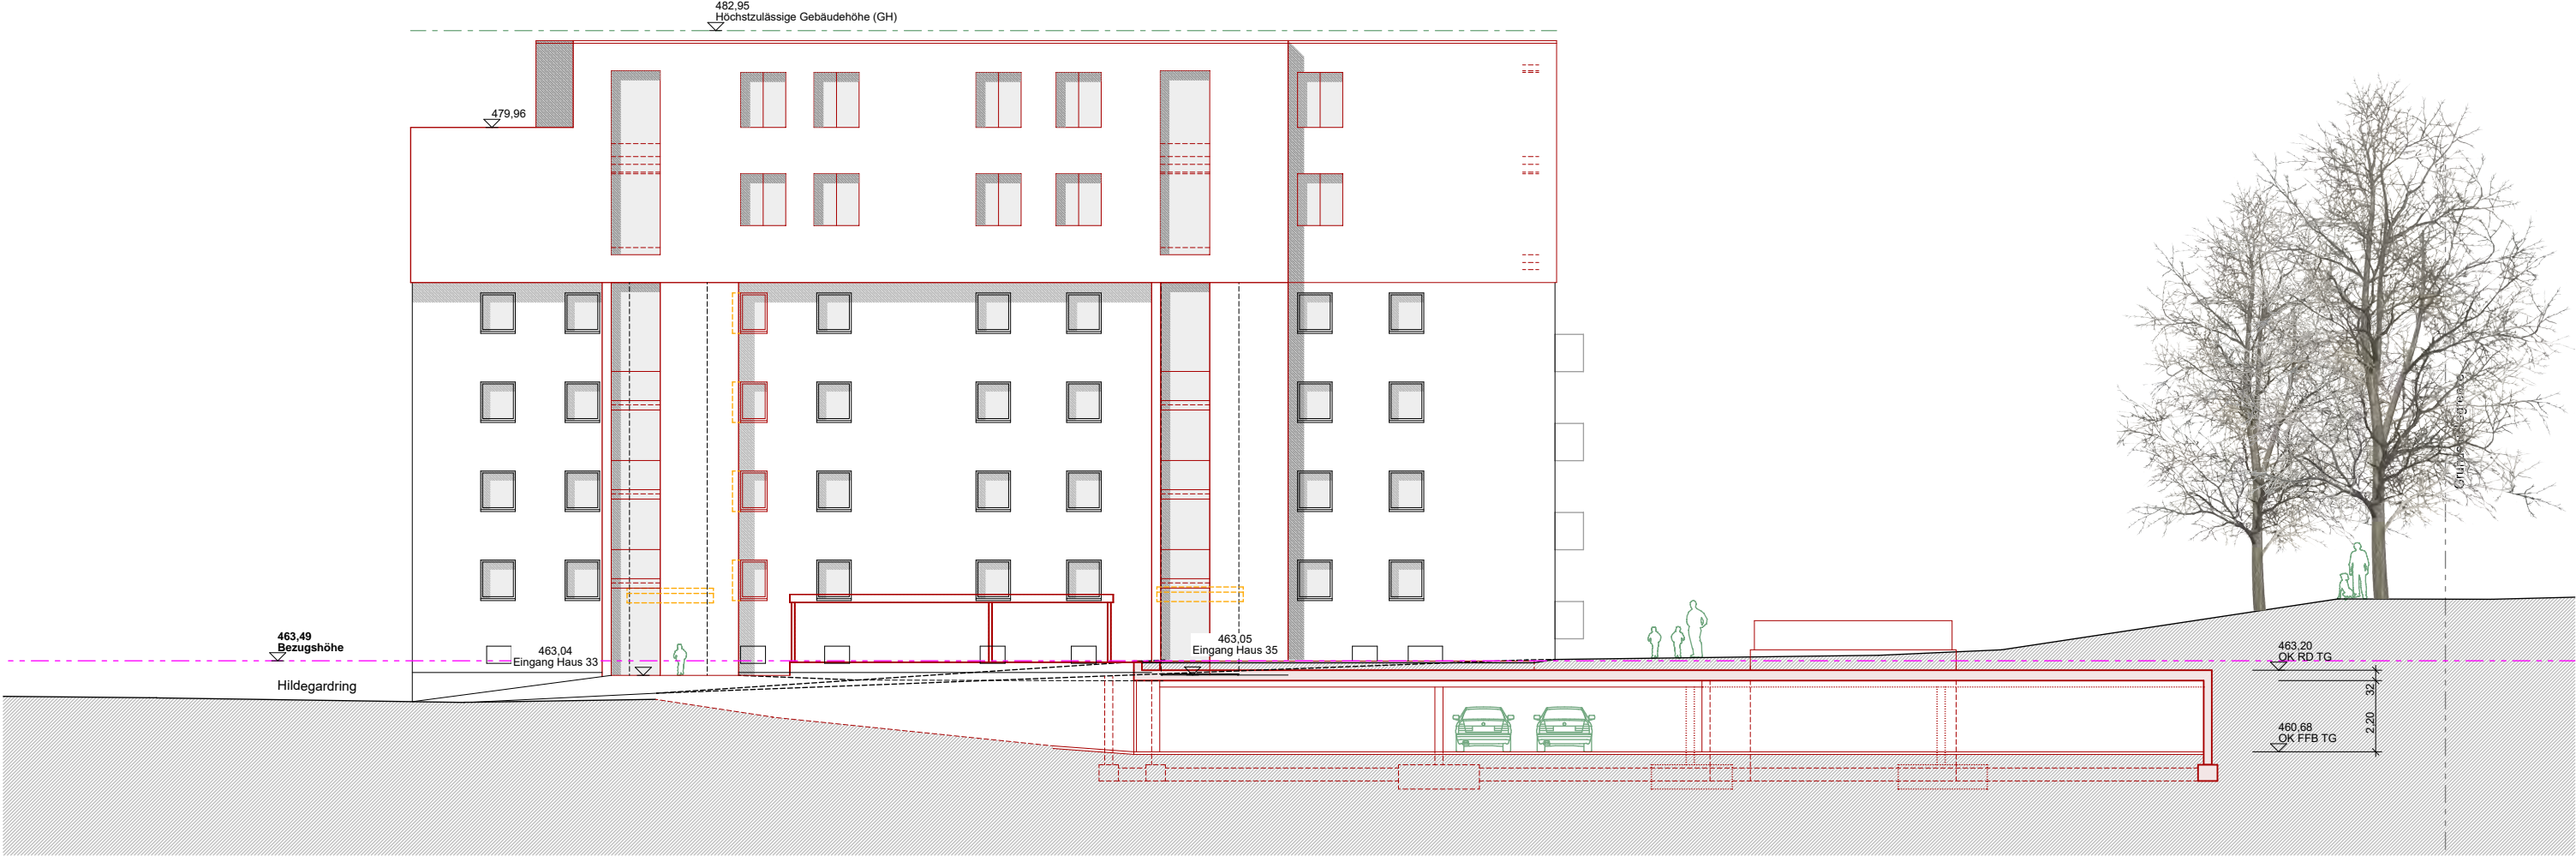 482,95
Höchstzulässige Gebäudehöhe (GH)
479,96
463,49
Bezugshöhe
463,04
Eingang Haus 33
463,05
Eingang Haus 35
Hildegardring
463,20
OK RD TG
32
2,20
460,68
OK FFB TG